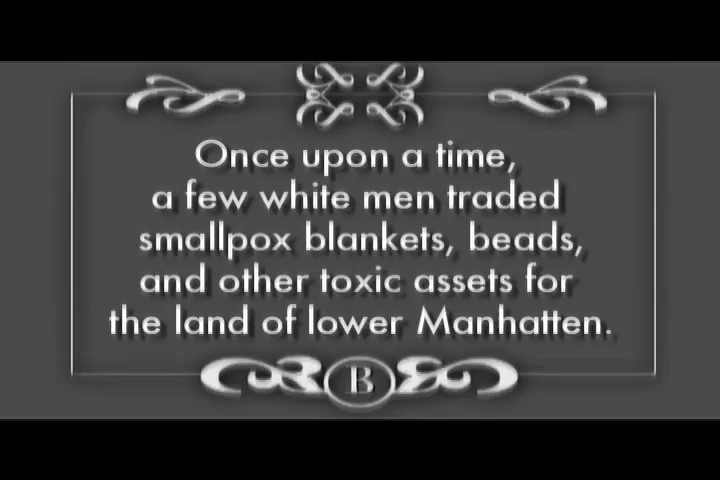 Once upon a time,
a few white men traded
smallpox blankets, beads,
and other toxic assets for
the land of lower Manhatten.
B